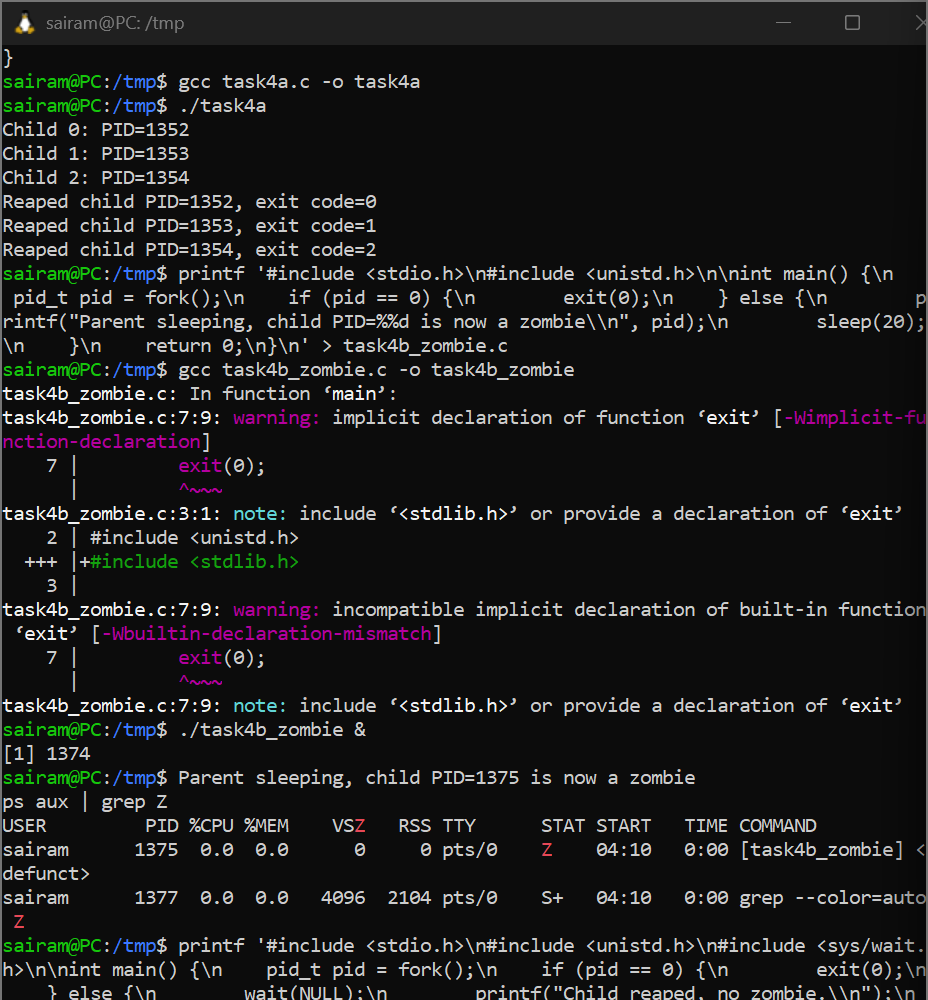 sairam@PC: /tmp
}
sairam@PC:/tmp$ gcc task4a.c -o task4a
sairam@PC:/tmp$ ./task4a
Child 0: PID=1352
Child 1: PID=1353
Child 2: PID=1354
Reaped child PID=1352, exit code=0
Reaped child PID=1353, exit code=1
Reaped child PID=1354, exit code=2
sairam@PC:/tmp$ printf '#include <stdio.h>\n#include <unistd.h>\n\nint main() {\n
 pid_t pid = fork();\n    if (pid == 0) {\n        exit(0);\n    } else {\n        p
rintf("Parent sleeping, child PID=%%d is now a zombie\\n", pid);\n        sleep(20);
\n    }\n    return 0;\n}\n' > task4b_zombie.c
sairam@PC:/tmp$ gcc task4b_zombie.c -o task4b_zombie
task4b_zombie.c: In function ‘main’:
task4b_zombie.c:7:9: warning: implicit declaration of function ‘exit’ [-Wimplicit-fu
nction-declaration]
    7 |         exit(0);
      |         ^~~~
task4b_zombie.c:3:1: note: include ‘<stdlib.h>’ or provide a declaration of ‘exit’
    2 | #include <unistd.h>
  +++ |+#include <stdlib.h>
    3 |
task4b_zombie.c:7:9: warning: incompatible implicit declaration of built-in function
 ‘exit’ [-Wbuiltin-declaration-mismatch]
    7 |         exit(0);
      |         ^~~~
task4b_zombie.c:7:9: note: include ‘<stdlib.h>’ or provide a declaration of ‘exit’
sairam@PC:/tmp$ ./task4b_zombie &
[1] 1374
sairam@PC:/tmp$ Parent sleeping, child PID=1375 is now a zombie
ps aux | grep Z
USER         PID %CPU %MEM    VSZ   RSS TTY      STAT START   TIME COMMAND
sairam      1375  0.0  0.0      0     0 pts/0    Z    04:10   0:00 [task4b_zombie] <
defunct>
sairam      1377  0.0  0.0   4096  2104 pts/0    S+   04:10   0:00 grep --color=auto
 Z
sairam@PC:/tmp$ printf '#include <stdio.h>\n#include <unistd.h>\n#include <sys/wait.
h>\n\nint main() {\n    pid_t pid = fork();\n    if (pid == 0) {\n        exit(0);\n
    } else {\n        wait(NULL);\n        printf("Child reaped, no zombie.\\n");\n